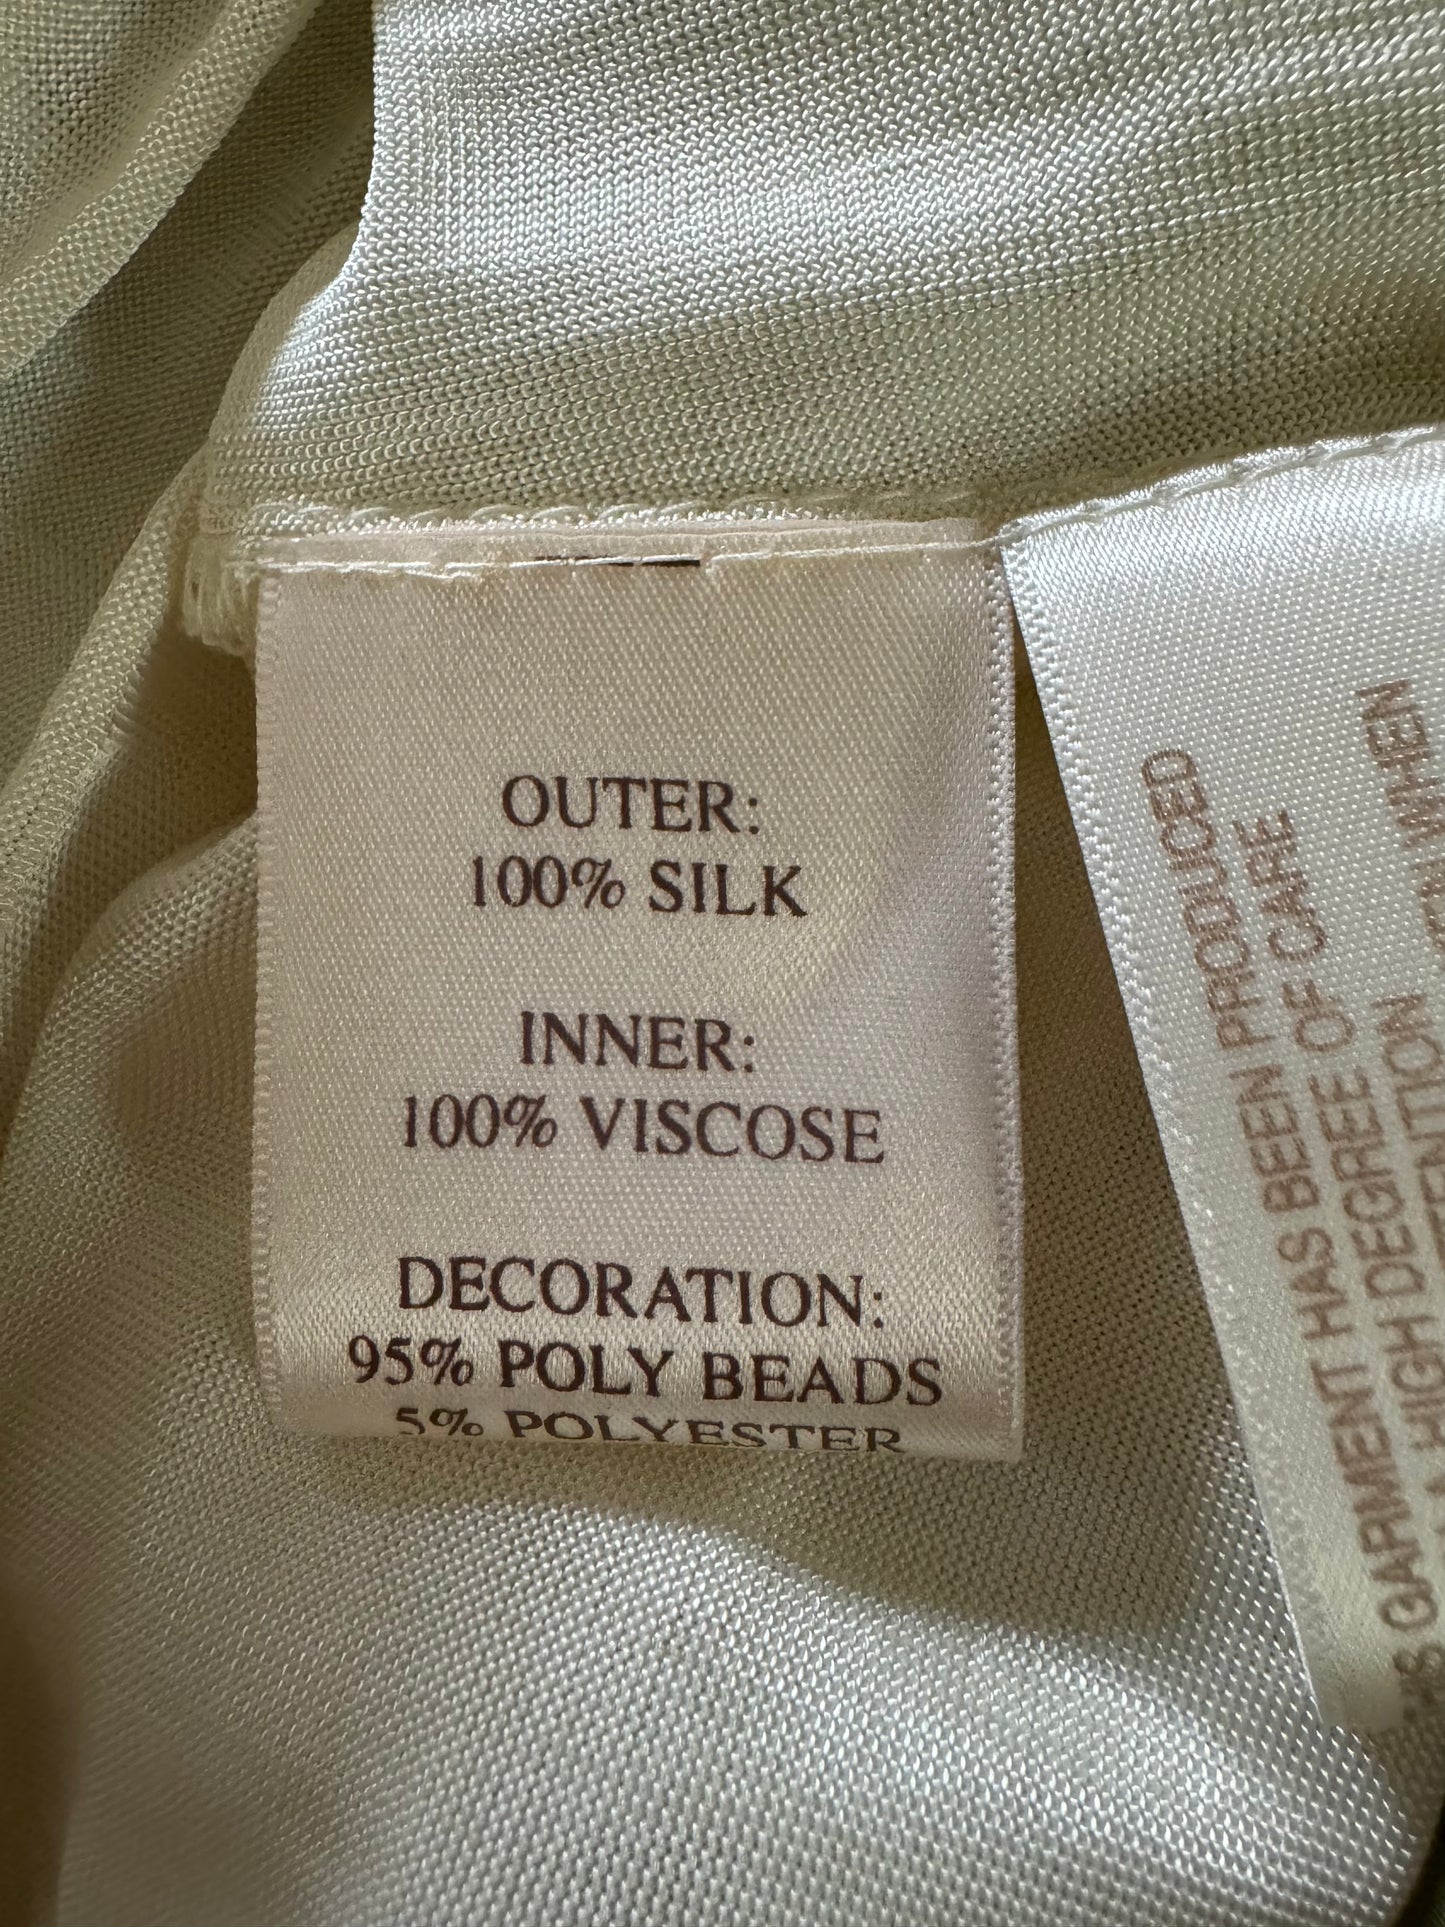 OUTER:
100% SILK
INNER:
100% VISCOSE
DECORATION:
95% POLY BEADS
5% POLYESTER
GARMENT HAS BEEN PRODUCED
HIGH DEGREE OF CARE
WHEN